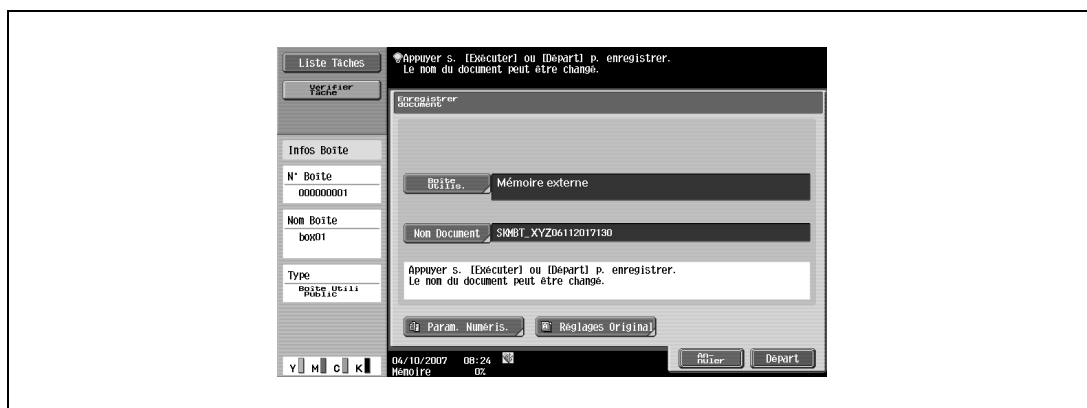 Liste Tâches
Vérifier
Tâche
Appuyer s. [Exécuter] ou [Départ] p. enregistrer.
Le nom du document peut être changé.
Enregistrer
document
Infos Boîte
N° Boîte
000000001
Nom Boîte
box01
Type
Boîte Utili
Public
Boîte
Utilis.
Mémoire externe
Nom Document
SKMBT_XYZ06112017130
Appuyer s. [Exécuter] ou [Départ] p. enregistrer.
Le nom du document peut être changé.
Param. Numéris.
Réglages Original
Y M C K
04/10/2007 08:24
Mémoire 0%
An-
nuler
Départ